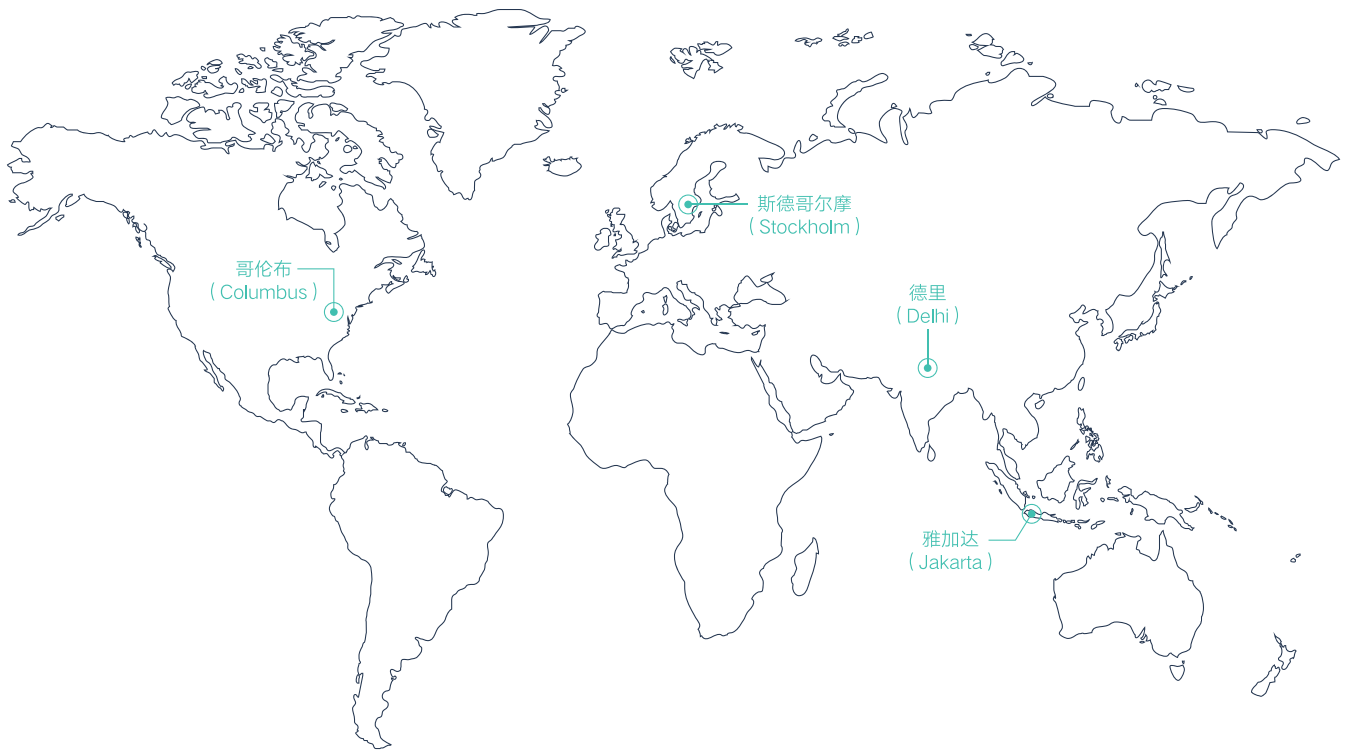 斯德哥尔摩
( Stockholm )
哥伦布
( Columbus )
德里
( Delhi )
雅加达
( Jakarta )